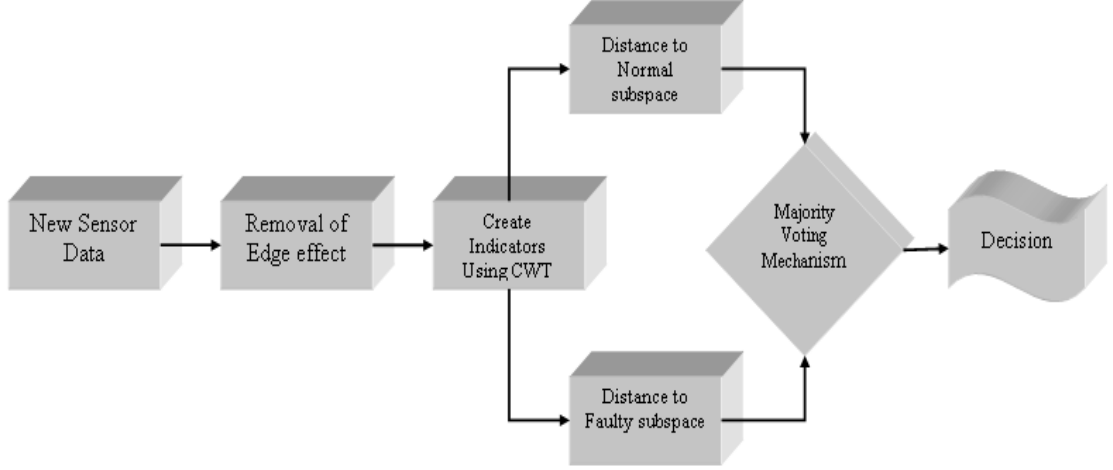 Distance to
Normal
subspace
New Sensor
Data
Removal of
Edge effect
Create
Indicators
Using CWT
Majority
Voting
Mechanism
Decision
Distance to
Faulty subspace